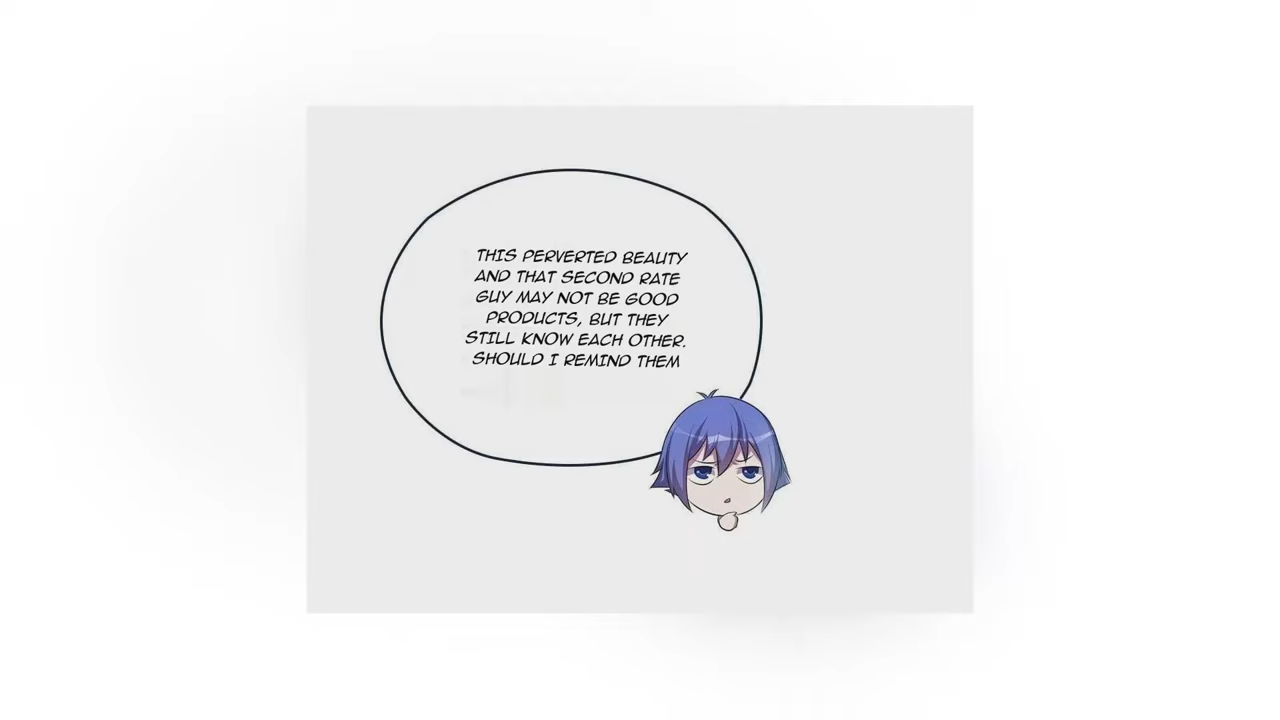 THIS PERVERTED BEAUTY
AND THAT SECOND RATE
GUY MAY NOT BE GOOD
PRODUCTS, BUT THEY
STILL KNOW EACH OTHER.
SHOULD I REMIND THEM